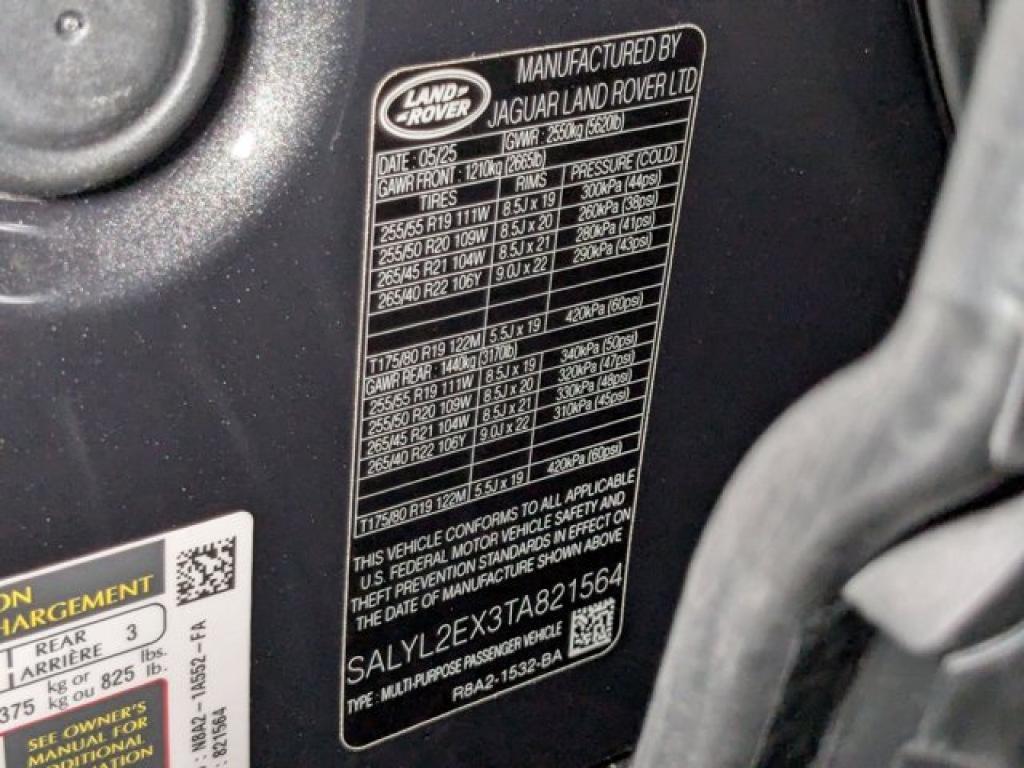 LAND ROVER
MANUFACTURED BY
JAGUAR LAND ROVER LTD
DATE : 05/25 GVWR : 2550kg (5620lb)
GAWR FRONT : 1210kg (2665lb)
TIRES RIMS PRESSURE (COLD)
255/55 R19 111W 8.5J x 19 300kPa (44psi)
255/50 R20 109W 8.5J x 20 260kPa (38psi)
265/45 R21 104W 8.5J x 21 280kPa (41psi)
265/40 R22 106Y 9.0J x 22 290kPa (43psi)
T175/80 R19 122M 5.5J x 19 420kPa (60psi)
GAWR REAR : 1440kg (3170lb)
255/55 R19 111W 8.5J x 19 340kPa (50psi)
255/50 R20 109W 8.5J x 20 320kPa (47psi)
265/45 R21 104W 8.5J x 21 330kPa (48psi)
265/40 R22 106Y 9.0J x 22 310kPa (45psi)
T175/80 R19 122M 5.5J x 19 420kPa (60psi)
THIS VEHICLE CONFORMS TO ALL APPLICABLE
U.S. FEDERAL MOTOR VEHICLE SAFETY AND
THEFT PREVENTION STANDARDS IN EFFECT ON
THE DATE OF MANUFACTURE SHOWN ABOVE
SALYL2EX3TA821564
TYPE : MULTI-PURPOSE PASSENGER VEHICLE
R8A2-1532-BA
ON
HARGEMENT
REAR 3
ARRIÈRE
375 kg or 825 lbs.
kg ou lb.
SEE OWNER'S
MANUAL FOR
ADDITIONAL
: N8A2 - 1A552 - FA
: 821564